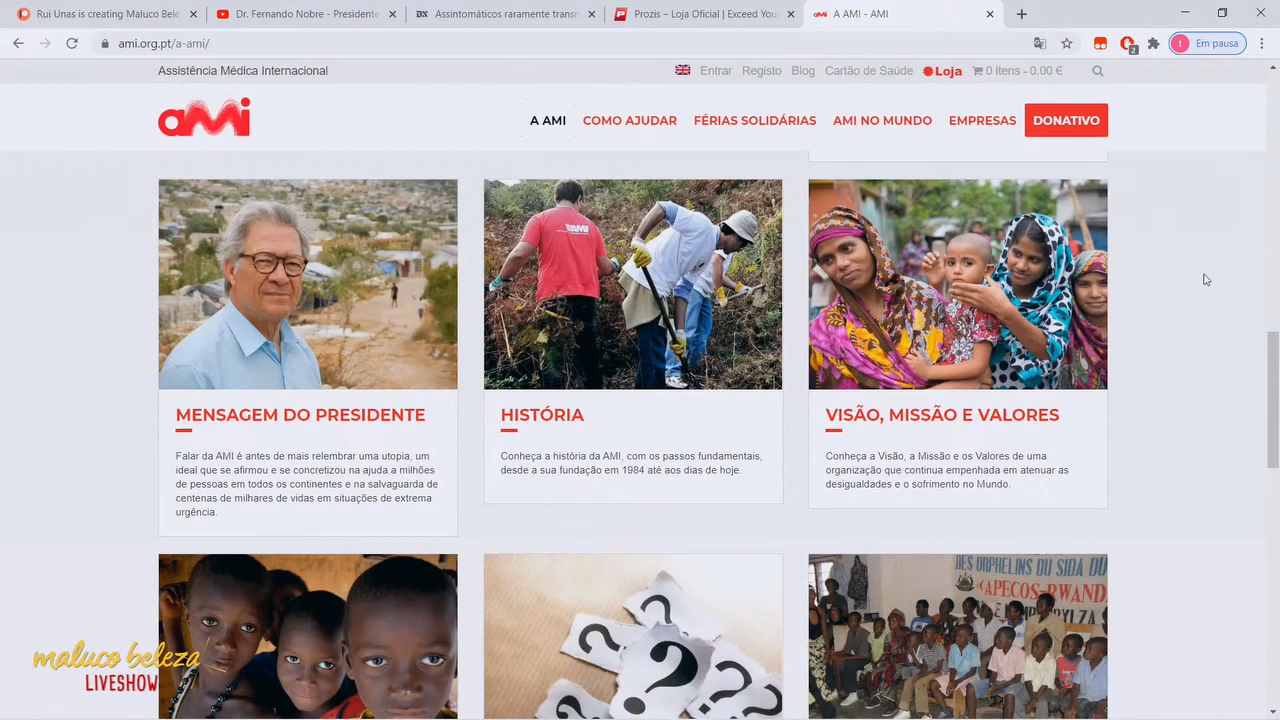 Rui Unas is creating Maluco Bele
Dr. Fernando Nobre - Presidente
DN Assintomáticos raramente transm
Prozis – Loja Oficial | Exceed You
A AMI - AMI
ami.org.pt/a-ami/
2
t Em pausa
Assistência Médica Internacional
Entrar Registo Blog Cartão de Saúde Loja 0 itens - 0.00 €
aMi
A AMI COMO AJUDAR FÉRIAS SOLIDÁRIAS AMI NO MUNDO EMPRESAS DONATIVO
AMI
MENSAGEM DO PRESIDENTE
Falar da AMI é antes de mais relembrar uma utopia, um
ideal que se afirmou e se concretizou na ajuda a milhões
de pessoas em todos os continentes e na salvaguarda de
centenas de milhares de vidas em situações de extrema
urgência.
HISTÓRIA
Conheça a história da AMI, com os passos fundamentais,
desde a sua fundação em 1984 até aos dias de hoje
VISÃO, MISSÃO E VALORES
Conheça a Visão, a Missão e os Valores de uma
organização que continua empenhada em atenuar as
desigualdades e o sofrimento no Mundo.
? ? ? ? ? ?
DES ORPHELINS DU SIDA DU
"APECOS-RWANDA
maluco beleza
LIVESHOW